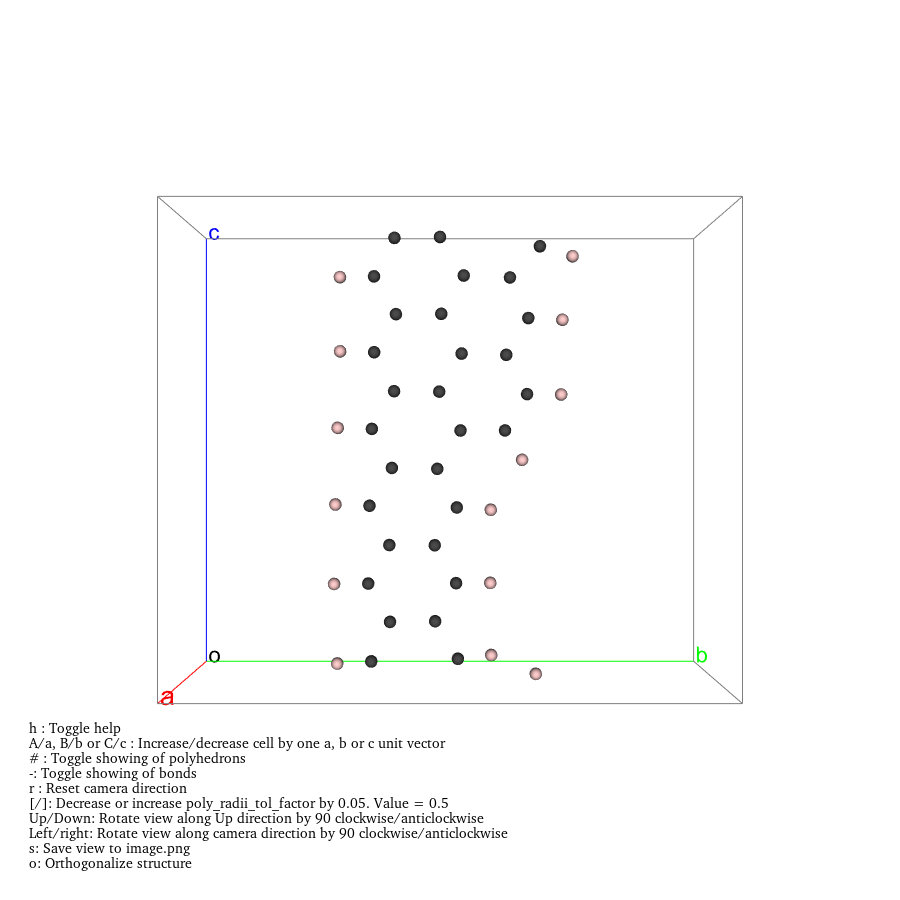 c
o
b
a
h : Toggle help
A/a, B/b or C/c : Increase/decrease cell by one a, b or c unit vector
# : Toggle showing of polyhedrons
-: Toggle showing of bonds
r : Reset camera direction
[/]: Decrease or increase poly_radii_tol_factor by 0.05. Value = 0.5
Up/Down: Rotate view along Up direction by 90 clockwise/anticlockwise
Left/right: Rotate view along camera direction by 90 clockwise/anticlockwise
s: Save view to image.png
o: Orthogonalize structure